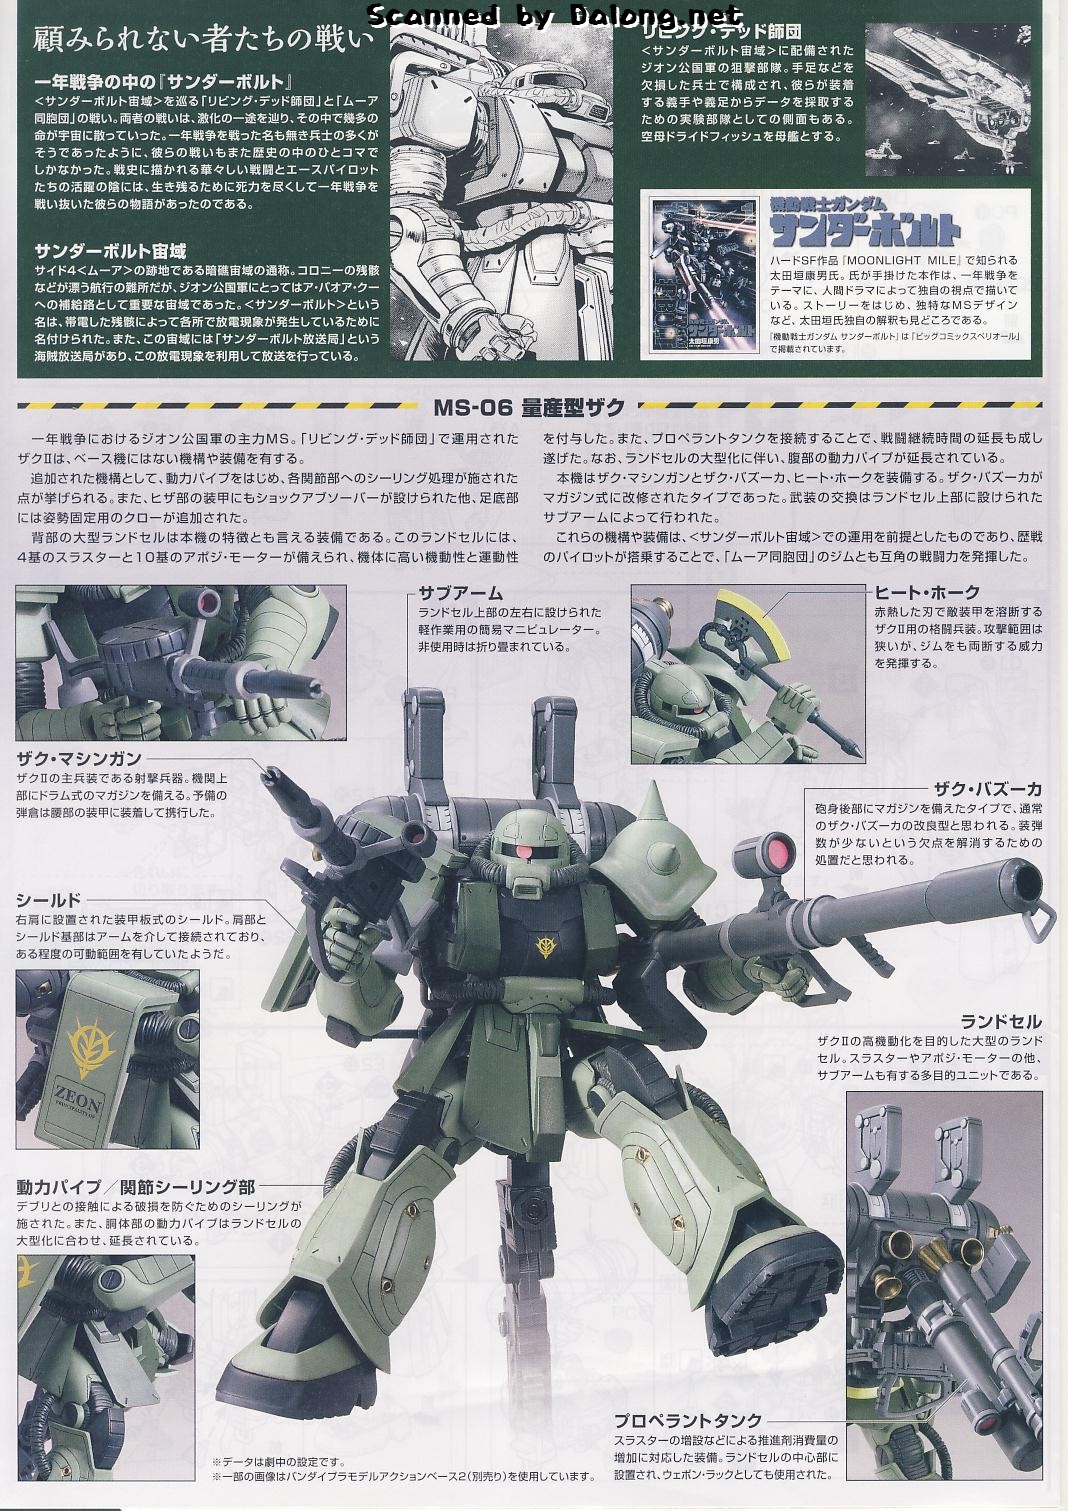 Scanned by Dalong.net
顧みられない者たちの戦い
一年戦争の中の『サンダーボルト』
<サンダーボルト宙域>を巡る「リビング・デッド師団」と「ムーア
同胞団」の戦い。両者の戦いは、激化の一途を辿り、その中で幾多の
命が宇宙に散っていった。一年戦争を戦った名も無き兵士の多くが
そうであったように、彼らの戦いもまた歴史の中のひとコマで
しかなかった。戦史に描かれる華々しい戦闘とエースパイロット
たちの活躍の陰には、生き残るために死力を尽くして一年戦争を
戦い抜いた彼らの物語があったのである。
サンダーボルト宙域
サイド4<ムーア>の跡地である暗礁宙域の通称。コロニーの残骸
などが漂う航行の難所だが、ジオン公国にとってはア・バオア・クー
への補給路として重要な宙域であった。<サンダーボルト>という
名は、帯電した残骸によって各所で放電現象が発生しているために
名付けられた。また、この宙域には「サンダーボルト放送局」という
海賊放送局があり、この放電現象を利用して放送を行っている。
リビング・デッド師団
<サンダーボルト宙域>に配備された
ジオン公国軍の狙撃部隊。手足などを
欠損した兵士で構成され、彼らが装着
する義手や義足からデータを採取する
ための実験部隊としての側面もある。
空母ドライドフィッシュを母艦とする。
機動戦士ガンダム
サンダーボルト
ハードSF作品『MOONLIGHT MILE』で知られる
太田垣康男氏。氏が手掛けた本作は、一年戦争を
テーマに、人間ドラマによって独自の視点で描いて
いる。ストーリーをはじめ、独特なMSデザイン
など、太田垣氏独自の解釈も見どころである。
『機動戦士ガンダム サンダーボルト』は「ビッグコミックスペリオール」
で掲載されています。
機動戦士ガンダム
サンダーボルト
太田垣康男
MS-06 量産型ザク
一年戦争におけるジオン公国軍の主力MS。「リビング・デッド師団」で運用された
ザクⅡは、ベース機にはない機構や装備を有する。
追加された機構として、動力パイプをはじめ、各関節部へのシーリング処理が施された
点が挙げられる。また、ヒザ部の装甲にもショックアブソーバーが設けられた他、足底部
には姿勢固定用のクローが追加された。
背部の大型ランドセルは本機の特徴とも言える装備である。このランドセルには、
4基のスラスターと10基のアポジ・モーターが備えられ、機体に高い機動性と運動性
を付与した。また、プロペラントタンクを接続することで、戦闘継続時間の延長も成し
遂げた。なお、ランドセルの大型化に伴い、腹部の動力パイプが延長されている。
本機はザク・マシンガンとザク・バズーカ、ヒート・ホークを装備する。ザク・バズーカが
マガジン式に改修されたタイプであった。武装の交換はランドセル上部に設けられた
サブアームによって行われた。
これらの機構や装備は、<サンダーボルト宙域>での運用を前提としたものであり、歴戦
のパイロットが搭乗することで、「ムーア同胞団」のジムとも互角の戦闘力を発揮した。
サブアーム
ランドセル上部の左右に設けられた
軽作業用の簡易マニピュレーター。
非使用時は折り畳まれている。
ヒート・ホーク
赤熱した刃で敵装甲を溶断する
ザクⅡ用の格闘兵装。攻撃範囲は
狭いが、ジムをも両断する威力
を発揮する。
ザク・マシンガン
ザクⅡの主兵装である射撃兵器。機関上
部にドラム式のマガジンを備える。予備の
弾倉は腰部の装甲に装着して携行した。
ザク・バズーカ
砲身後部にマガジンを備えたタイプで、通常
のザク・バズーカの改良型と思われる。装弾
数が少ないという欠点を解消するための
処置だと思われる。
シールド
右肩に設置された装甲板式のシールド。肩部と
シールド基部はアームを介して接続されており、
ある程度の可動範囲を有していたようだ。
ZEON
PRINCIPALITY OF
ランドセル
ザクⅡの高機動化を目的した大型のランド
セル。スラスターやアポジ・モーターの他、
サブアームも有する多目的ユニットである。
動力パイプ／関節シーリング部
デブリとの接触による破損を防ぐためのシーリングが
施された。また、胴体部の動力パイプはランドセルの
大型化に合わせ、延長されている。
プロペラントタンク
スラスターの増設などによる推進剤消費量の
増加に対応した装備。ランドセルの中心部に
設置され、ウェポン・ラックとしても使用された。
※データは劇中の設定です。
※一部の画像はバンダイプラモデルアクションベース2(別売り)を使用しています。